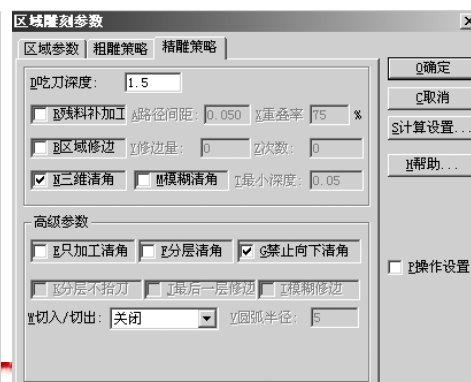 区域雕刻参数
区域参数 粗雕策略 精雕策略
D吃刀深度: 1.5
B残料补加工 A路径间距: 0.050 X重叠率 75 %
B区域修边 Y修边量: 0 Z次数: 0
N三维清角 M模糊清角 T最小深度: 0.05
高级参数
E只加工清角 F分层清角 G禁止向下清角
K分层不抬刀 J最后一层修边 I模糊修边
W切入/切出: 关闭 V圆弧半径: 5
O确定
C取消
S计算设置...
H帮助...
P操作设置